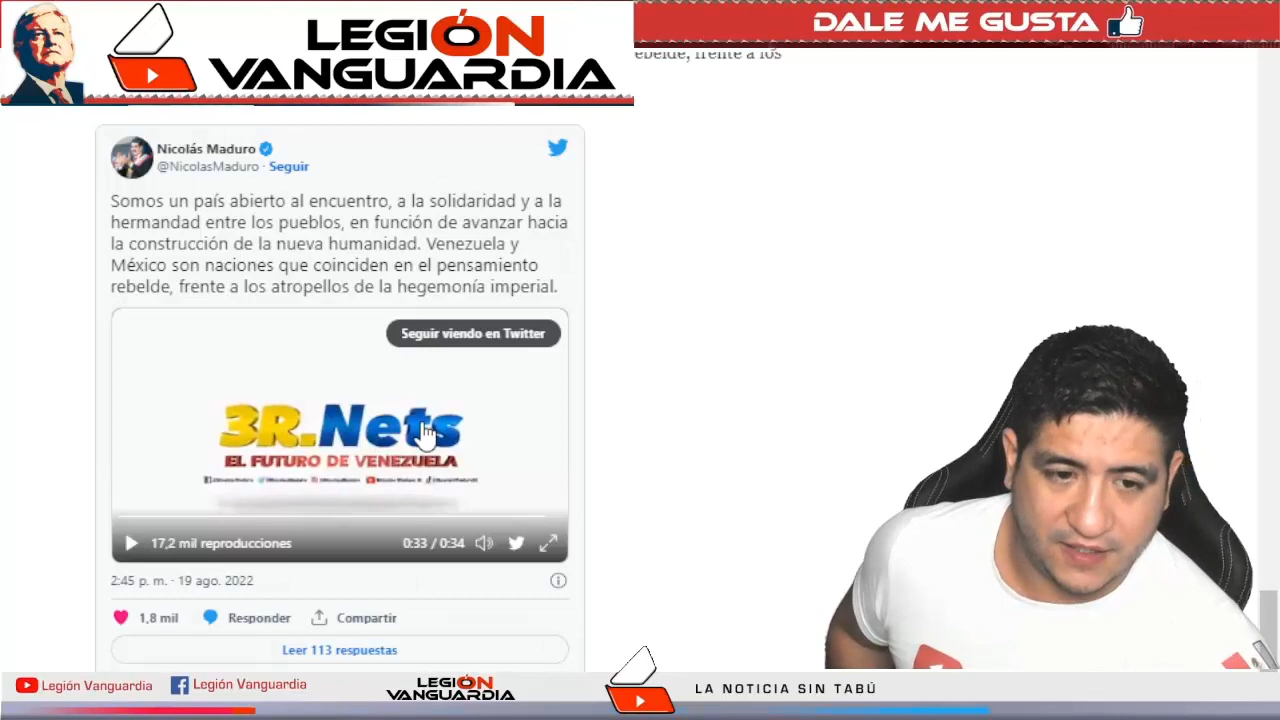 LEGIÓN
VANGUARDIA
DALE ME GUSTA
ebelde, frente a los
Nicolás Maduro
@NicolasMaduro · Seguir
Somos un país abierto al encuentro, a la solidaridad y a la
hermandad entre los pueblos, en función de avanzar hacia
la construcción de la nueva humanidad. Venezuela y
México son naciones que coinciden en el pensamiento
rebelde, frente a los atropellos de la hegemonía imperial.
Seguir viendo en Twitter
3R.Nets
EL FUTURO DE VENEZUELA
17,2 mil reproducciones
0:33 / 0:34
2:45 p. m. · 19 ago. 2022
1,8 mil
Responder
Compartir
Leer 113 respuestas
Legión Vanguardia
Legión Vanguardia
LEGIÓN
VANGUARDIA
LA NOTICIA SIN TABÚ